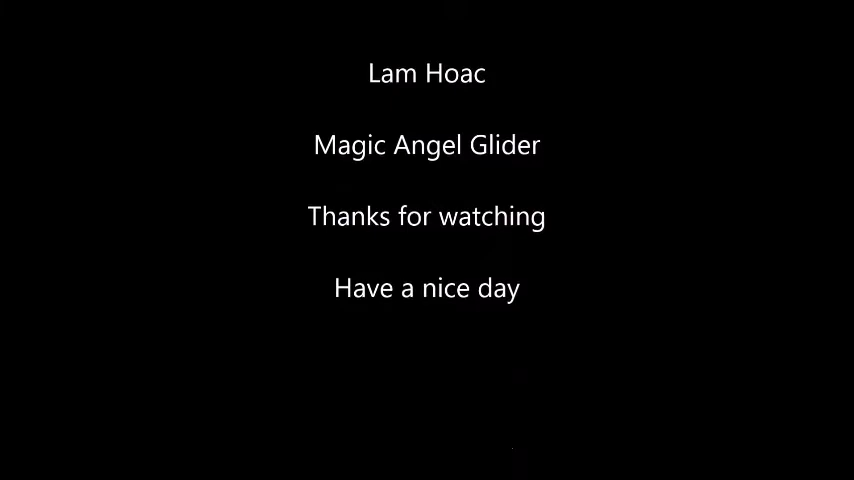 Lam Hoac
Magic Angel Glider
Thanks for watching
Have a nice day